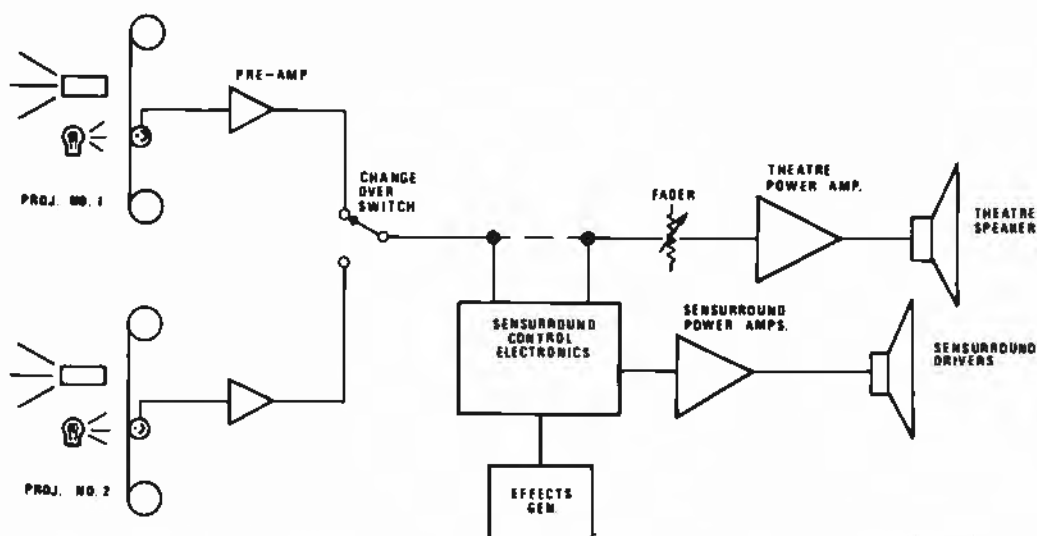 PRE-AMP
PROJ. NO. 1
CHANGE
OVER
SWITCH
FADER
THEATRE
POWER AMP.
THEATRE
SPEAKER
SENSURROUND
CONTROL
ELECTRONICS
SENSURROUND
POWER AMPS.
SENSURROUND
DRIVERS
PROJ. NO. 2
EFFECTS
GEN.